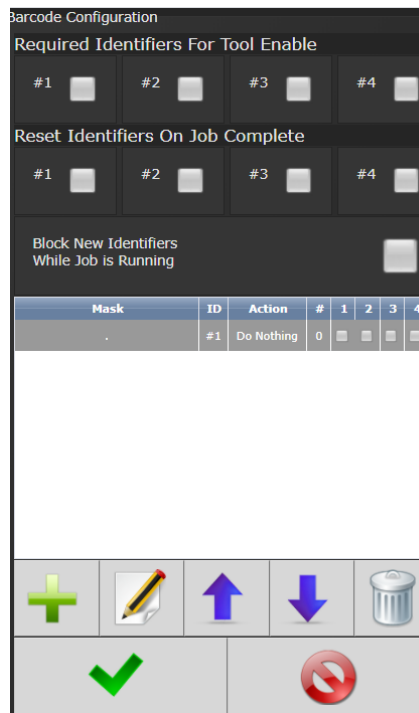 Barcode Configuration
Required Identifiers For Tool Enable
#1 #2 #3 #4
Reset Identifiers On Job Complete
#1 #2 #3 #4
Block New Identifiers
While Job is Running
Mask ID Action # 1 2 3 4
. #1 Do Nothing 0